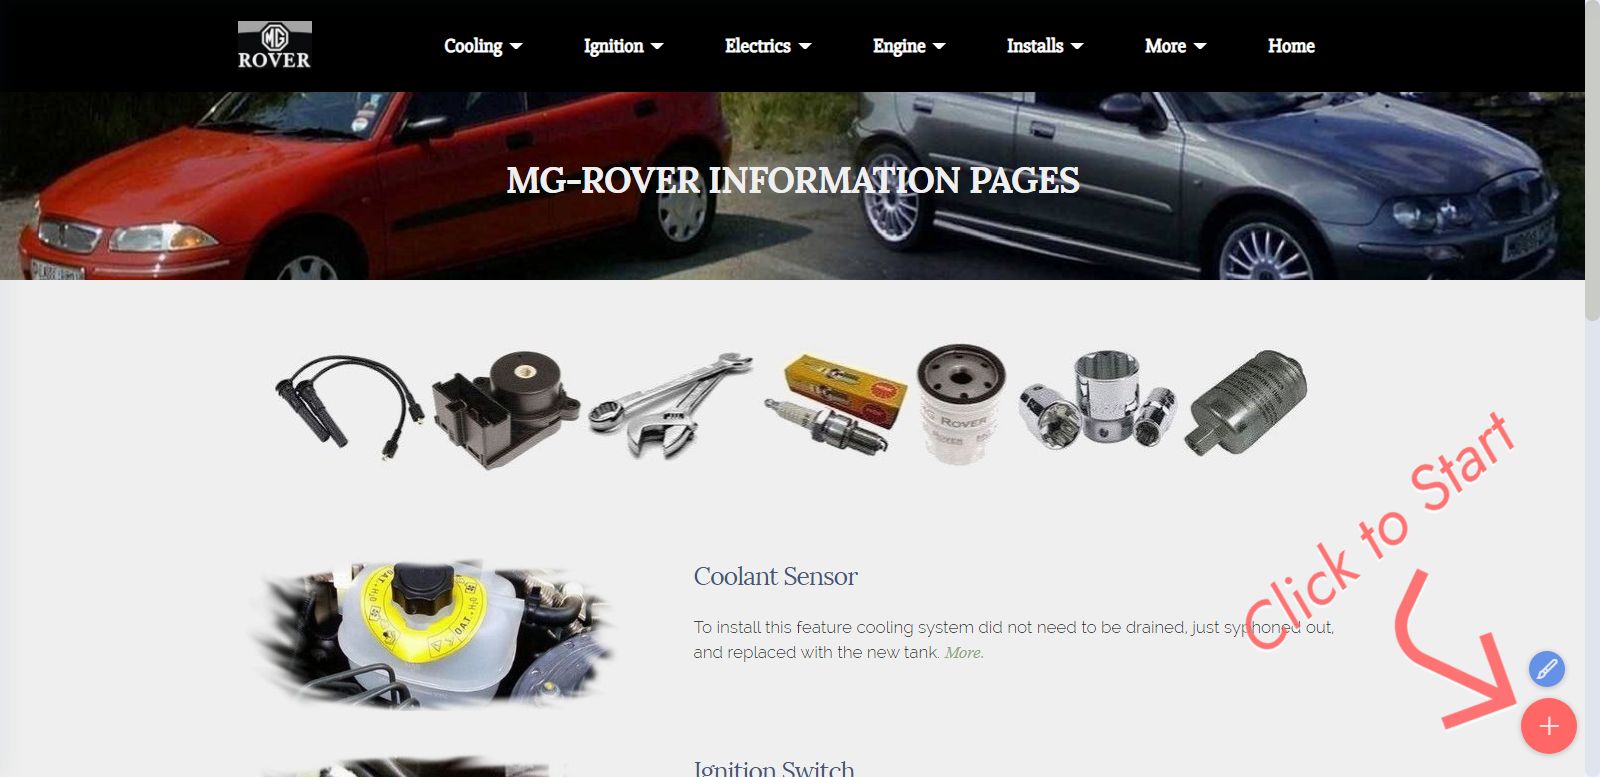 MG
ROVER
Cooling
Ignition
Electrics
Engine
Installs
More
Home
MG-ROVER INFORMATION PAGES
ROVER
Click to Start
Coolant Sensor
To install this feature cooling system did not need to be drained, just syphoned out,
and replaced with the new tank. More.
Ignition Switch